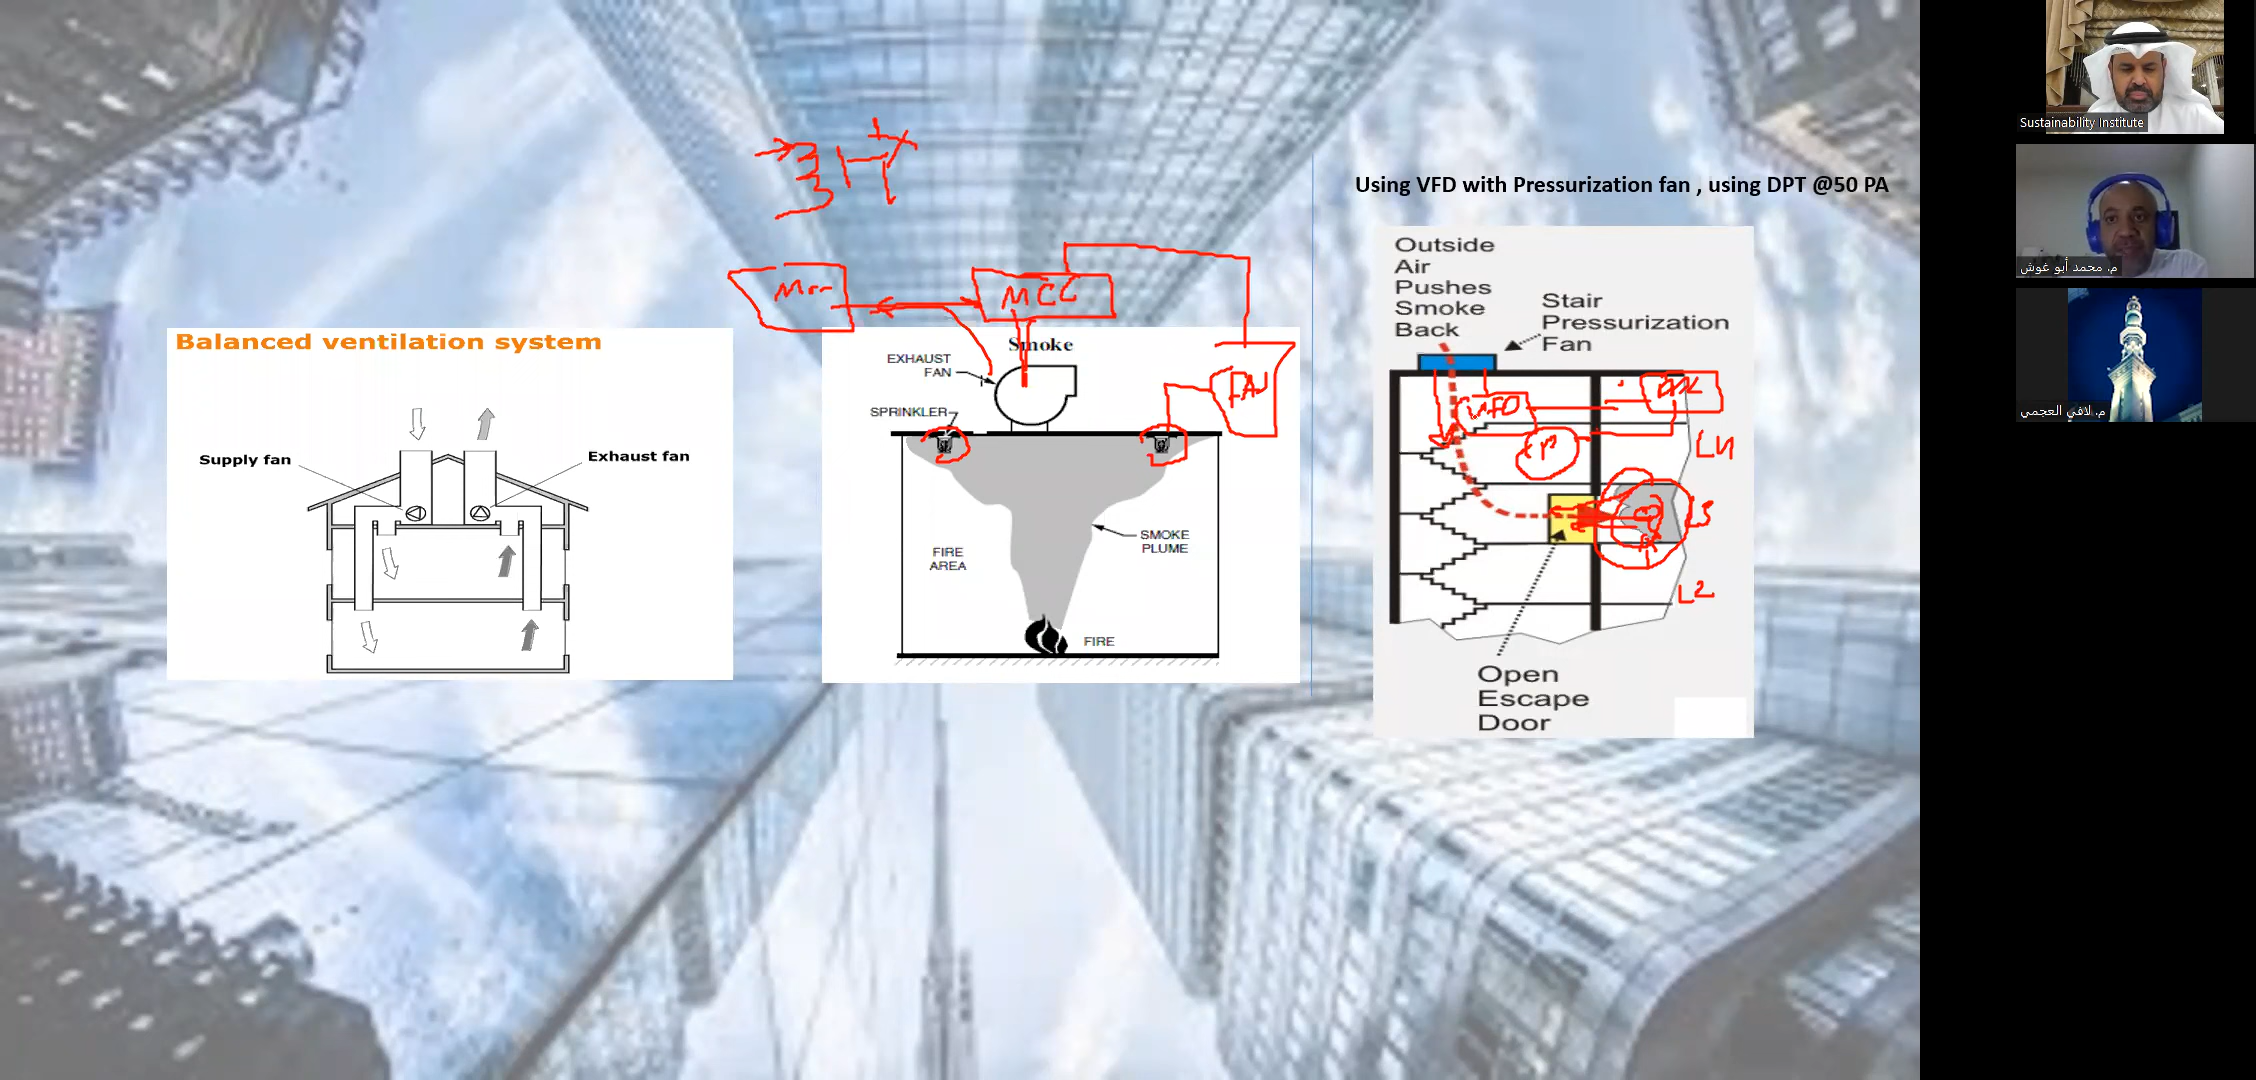 Using VFD with Pressurization fan , using DPT @50 PA
Balanced ventilation system
Supply fan
Exhaust fan
MCC
Smoke
EXHAUST
FAN
SPRINKLER
SMOKE
PLUME
FIRE
AREA
FIRE
Outside
Air
Pushes
Smoke
Back
Stair
Pressurization
Fan
VFD
L3
L2
Open
Escape
Door
Sustainability Institute
م. محمد أبو غوش
م. لافي العجمي